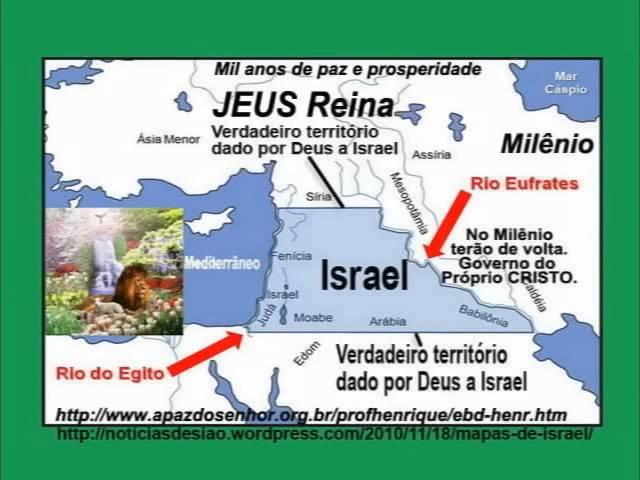 Mil anos de paz e prosperidade
Mar
Cáspio
JEUS Reina
Verdadeiro território
dado por Deus a Israel
Ásia Menor
Assíria
Milênio
Síria
Mesopotâmia
Rio Eufrates
No Milênio
terão de volta.
Governo do
Próprio CRISTO.
Mediterrâneo
Fenícia
Israel
Israel
Judá
Moabe
Arábia
Babilônia
Caldéia
Edom
Rio do Egito
Verdadeiro território
dado por Deus a Israel
http://www.apazdosenhor.org.br/profhenrique/ebd-henr.htm
http://noticiasdesiao.wordpress.com/2010/11/18/mapas-de-israel/